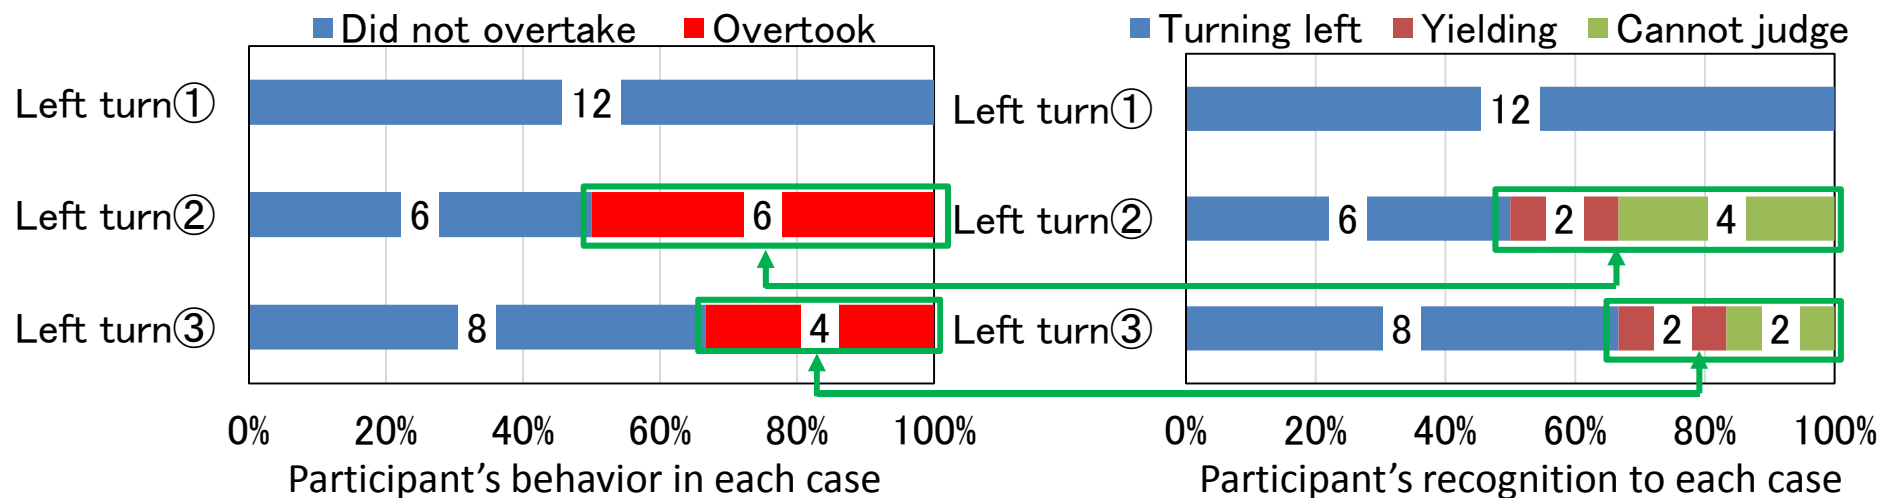 Did not overtake Overtook
Turning left Yielding Cannot judge
Left turn① 12
Left turn② 6 6
Left turn③ 8 4
0% 20% 40% 60% 80% 100%
Participant’s behavior in each case
Left turn① 12
Left turn② 6 2 4
Left turn③ 8 2 2
0% 20% 40% 60% 80% 100%
Participant’s recognition to each case